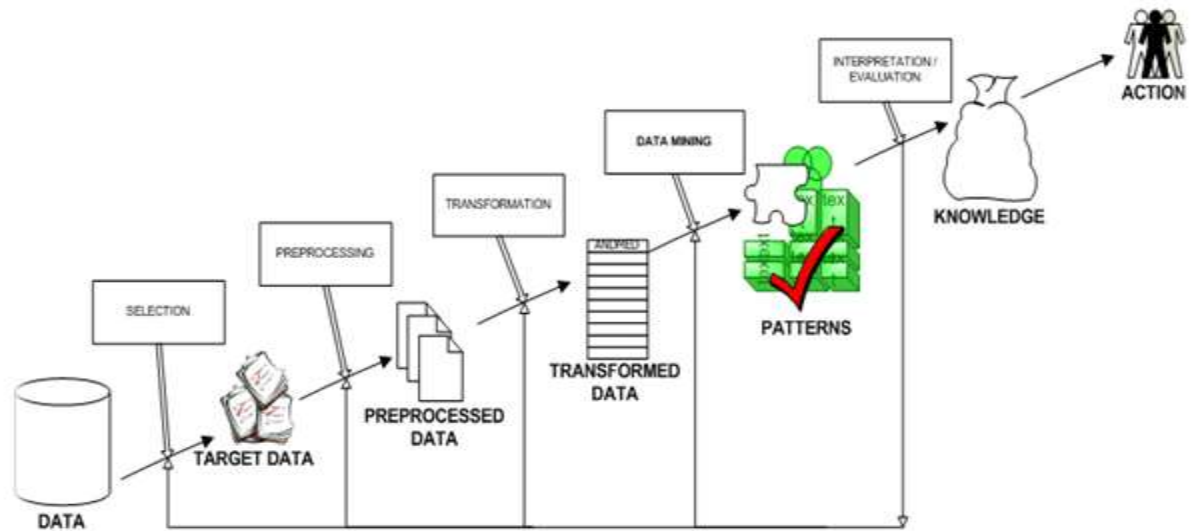 INTERPRETATION /
EVALUATION
ACTION
DATA MINING
KNOWLEDGE
TRANSFORMATION
PREPROCESSING
PATTERNS
SELECTION
TRANSFORMED
DATA
PREPROCESSED
DATA
TARGET DATA
DATA